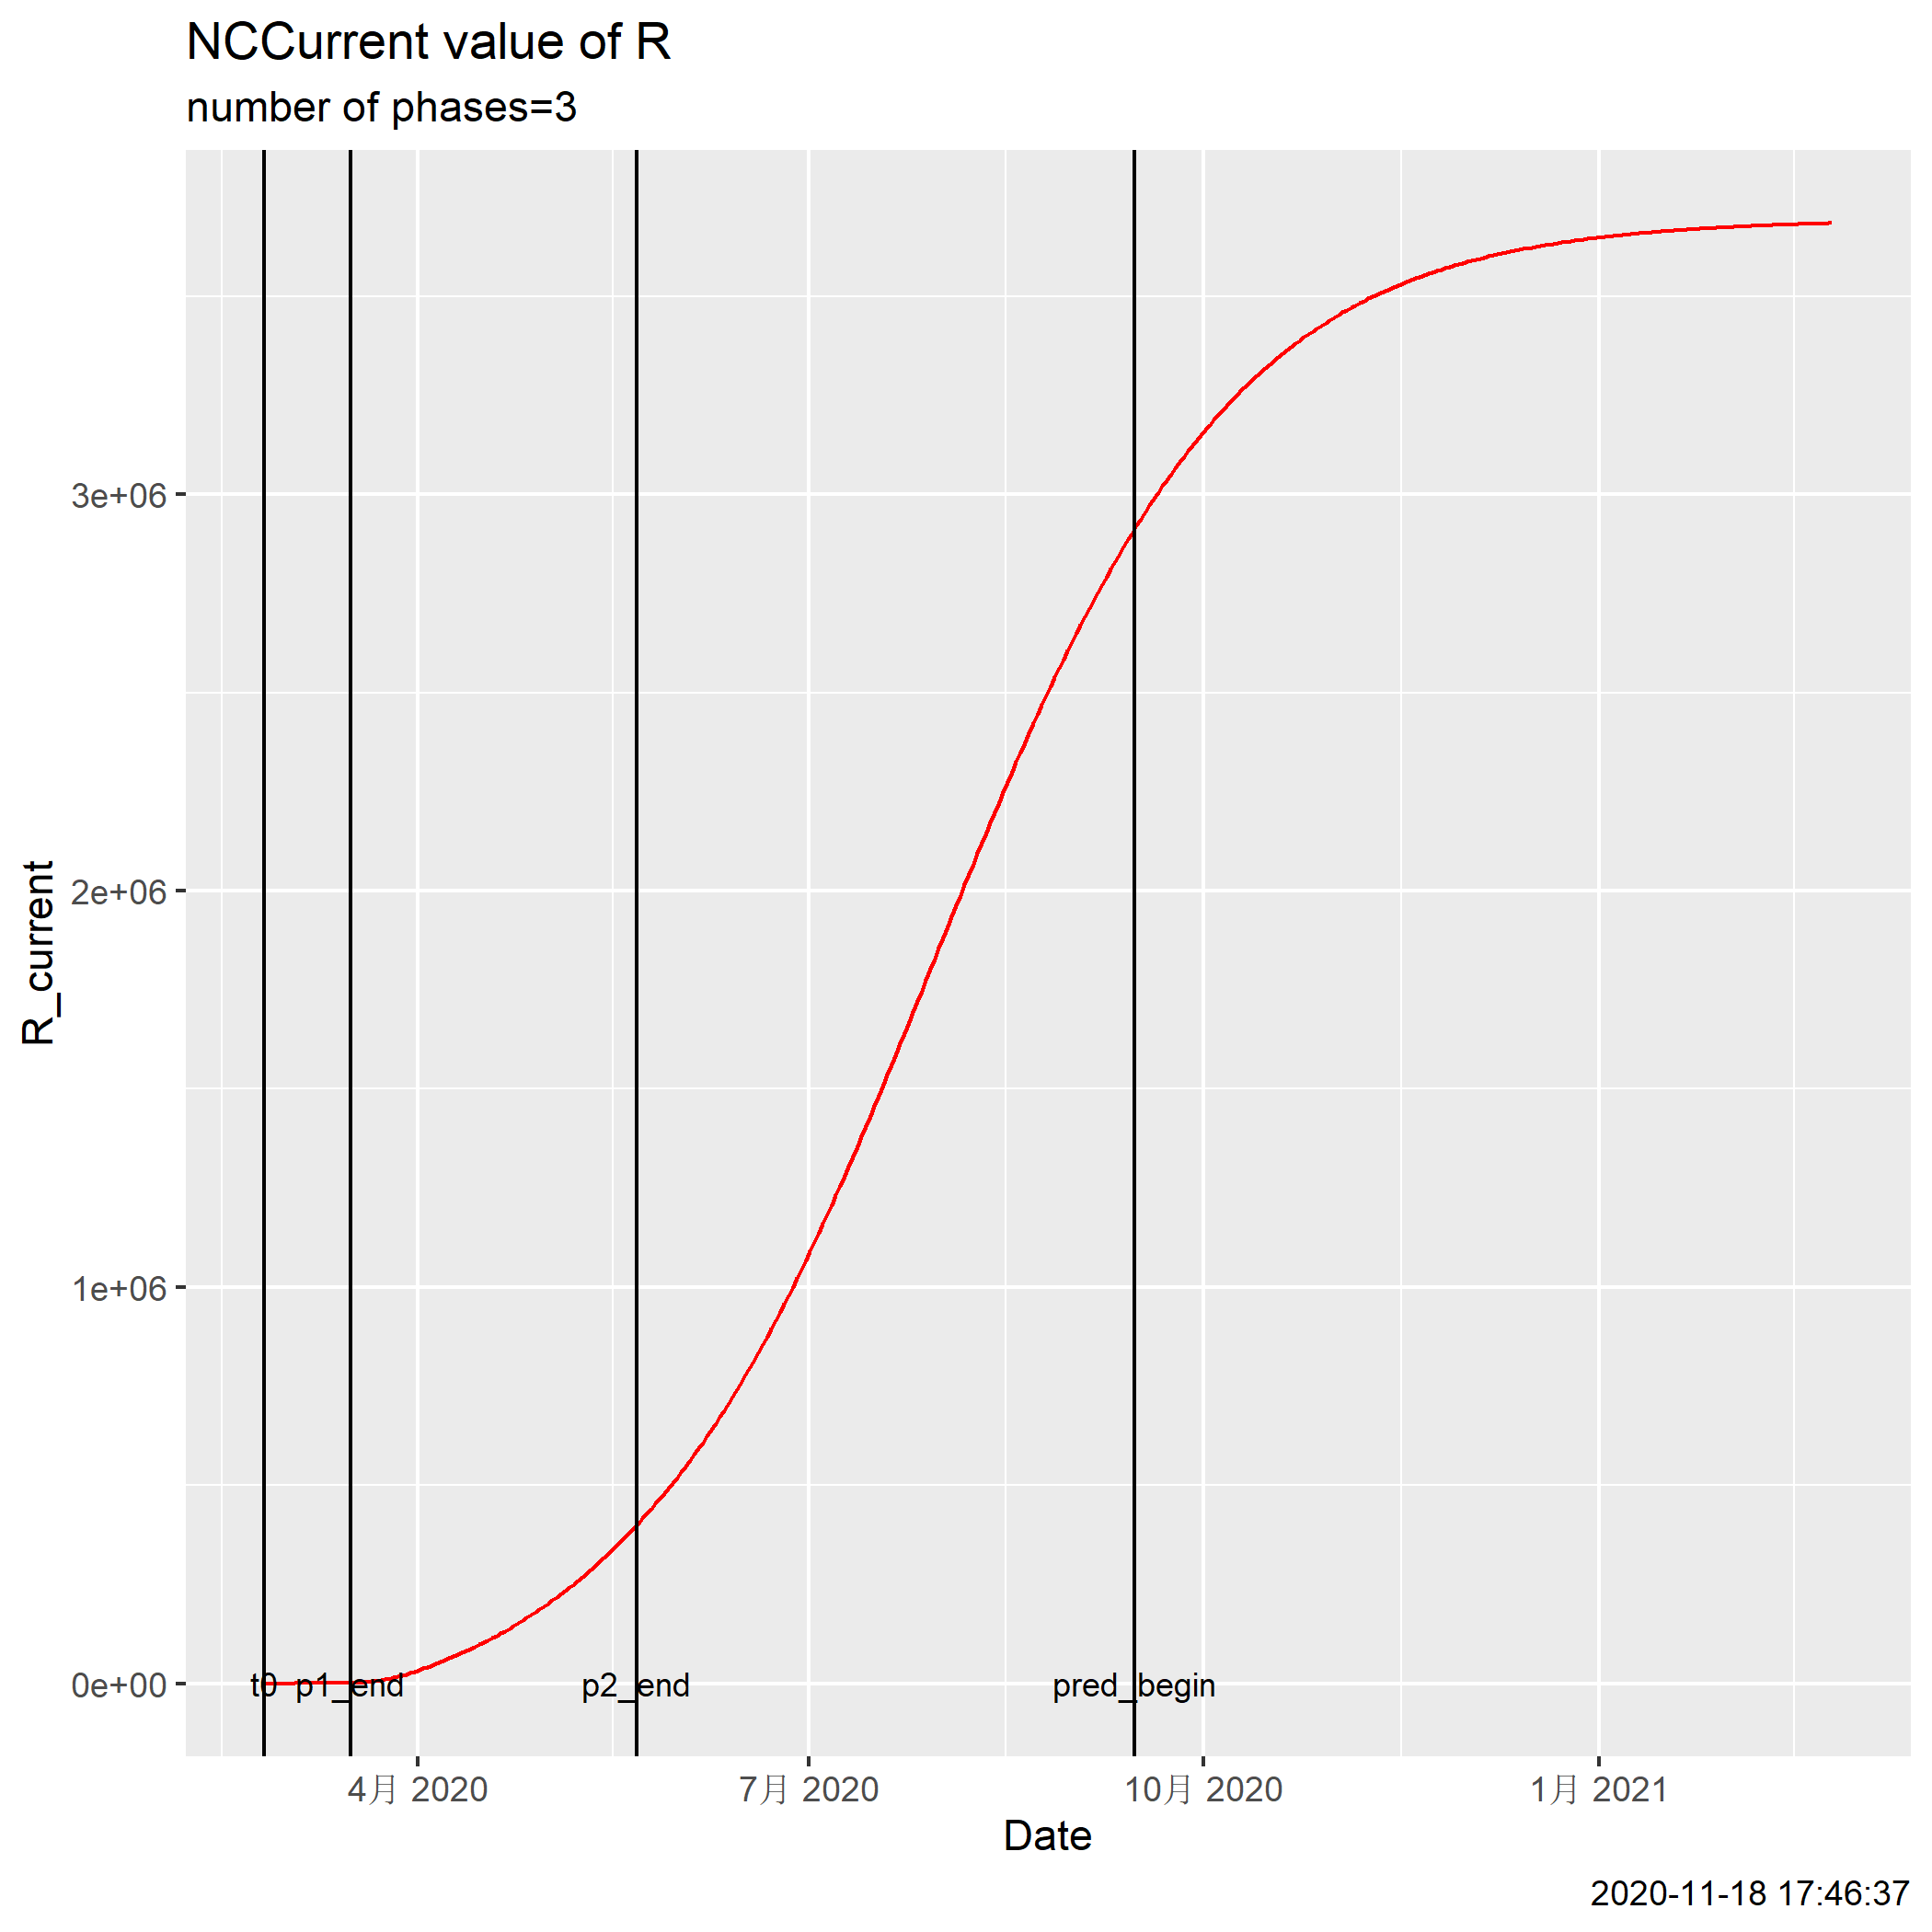 NCCurrent value of R
number of phases=3
3e+06
2e+06
1e+06
0e+00
R_current
t0
p1_end
p2_end
pred_begin
4月 2020
7月 2020
10月 2020
1月 2021
Date
2020-11-18 17:46:37